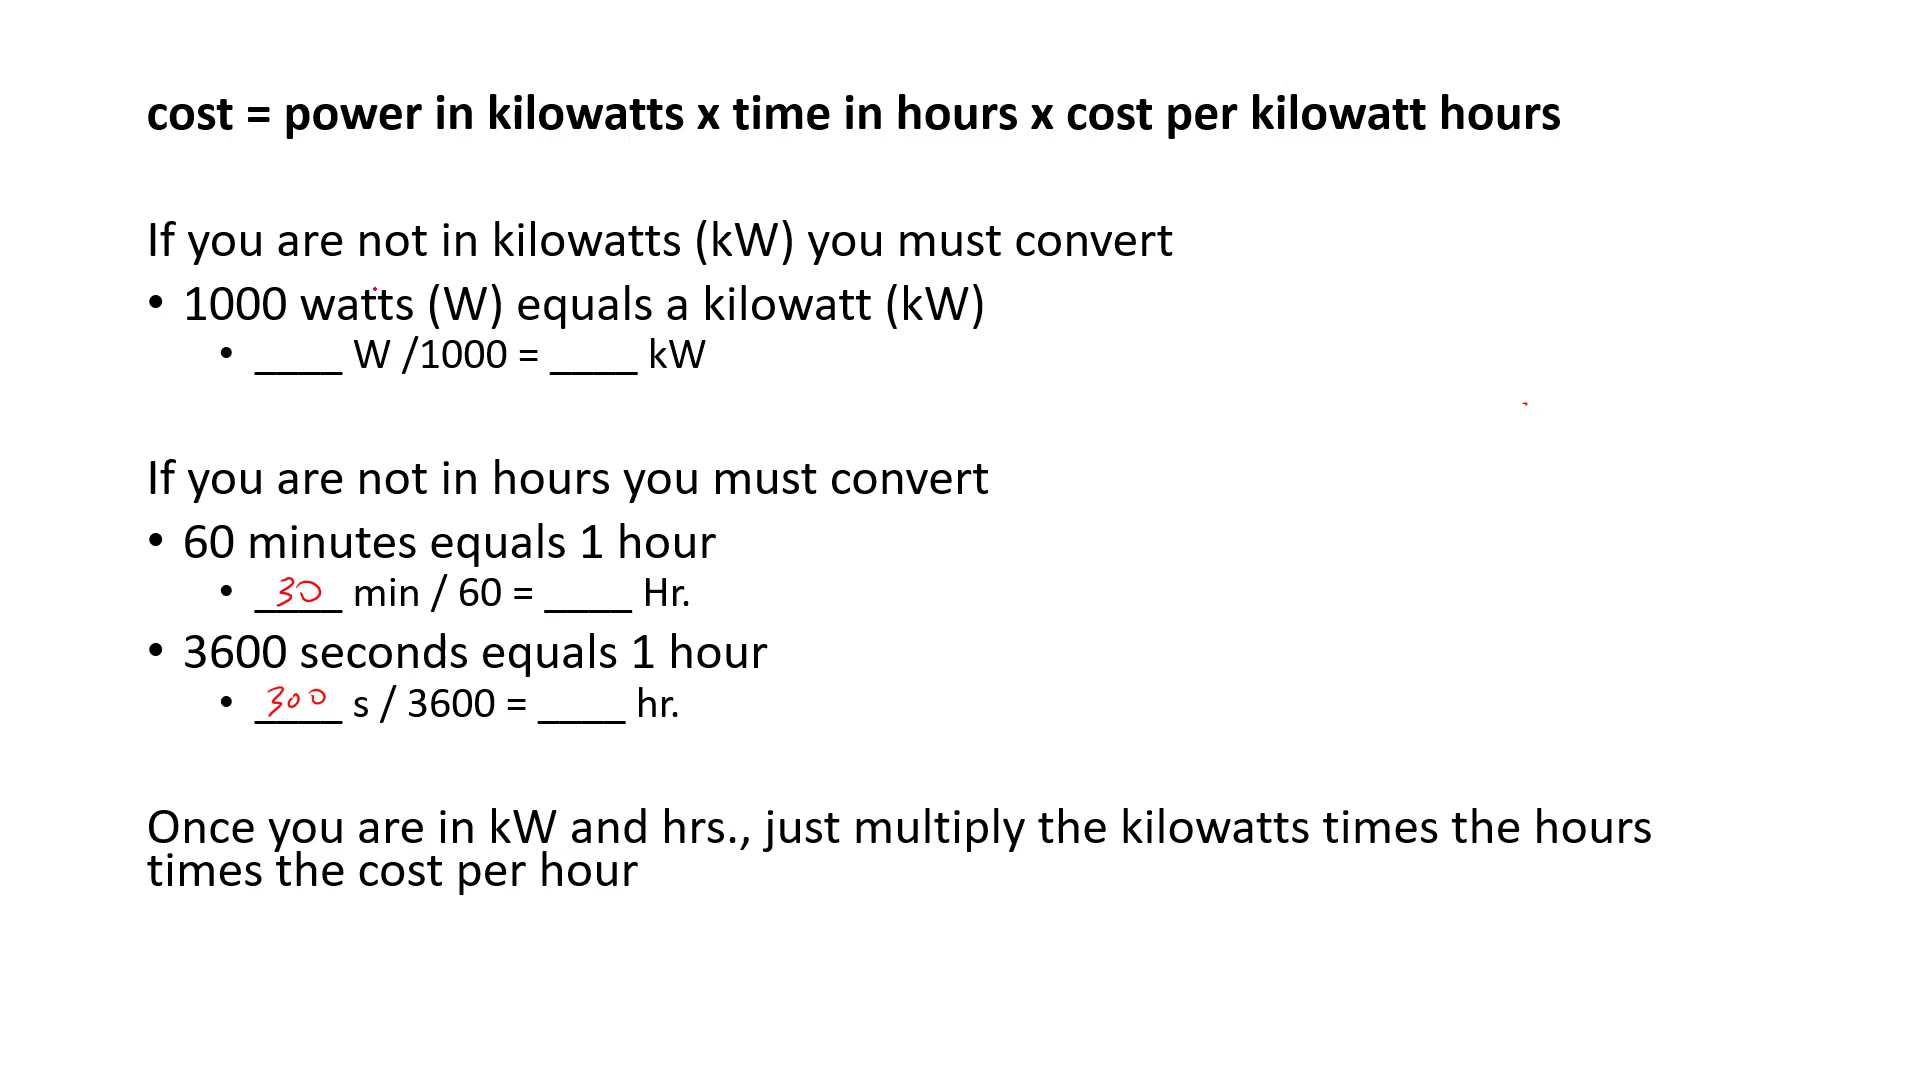 cost = power in kilowatts x time in hours x cost per kilowatt hours
If you are not in kilowatts (kW) you must convert
• 1000 watts (W) equals a kilowatt (kW)
• ____ W /1000 = ____ kW
If you are not in hours you must convert
• 60 minutes equals 1 hour
• 30 min / 60 = ____ Hr.
• 3600 seconds equals 1 hour
• 300 s / 3600 = ____ hr.
Once you are in kW and hrs., just multiply the kilowatts times the hours
times the cost per hour